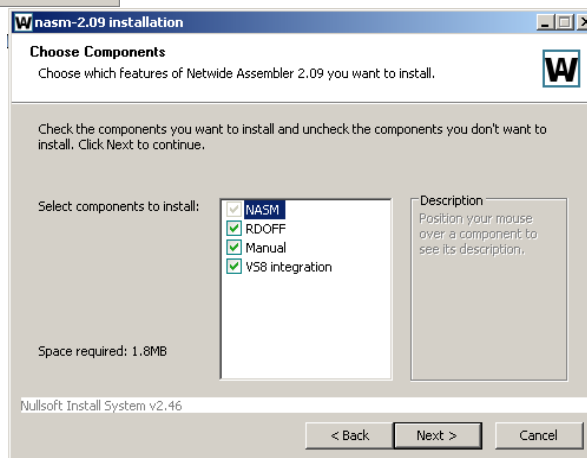 nasm-2.09 installation
Choose Components
Choose which features of Netwide Assembler 2.09 you want to install.
Check the components you want to install and uncheck the components you don't want to
install. Click Next to continue.
Select components to install:
NASM
RDOFF
Manual
VS8 integration
Description
Position your mouse
over a component to
see its description.
Space required: 1.8MB
Nullsoft Install System v2.46
< Back
Next >
Cancel